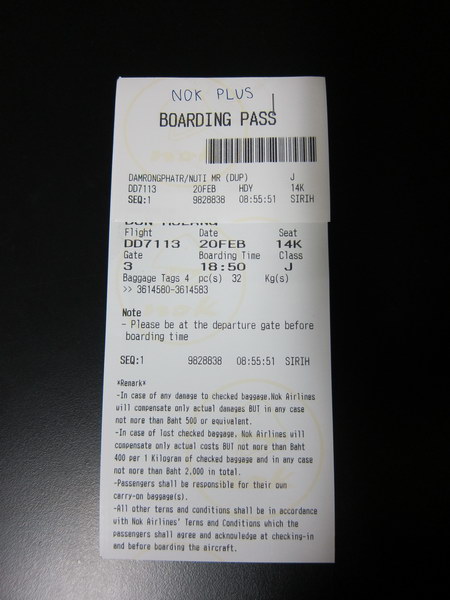 NOK PLUS
BOARDING PASS
DAMRONGPHATR/NUTI MR (DUP) J
DD7113 20FEB HDY 14K
SEQ:1 9828838 08:55:51 SIRIH
Flight Date Seat
DD7113 20FEB 14K
Gate Boarding Time Class
3 18:50 J
Baggage Tags 4 pc(s) 32 Kg(s)
>> 3614580-3614583
Note
- Please be at the departure gate before
boarding time
SEQ:1 9828838 08:55:51 SIRIH
*Remark*
-In case of any damage to checked baggage.Nok Airlines
will compensate only actual damages BUT in any case
not more than Baht 500 or equivalent.
-In case of lost checked baggage. Nok Airlines will
compensate only actual costs BUT not more than Baht
400 per 1 Kilogram of checked baggage and in any case
not more than Baht 2,000 in total.
-Passengers shall be responsible for their own
carry-on baggage(s).
-All other terms and conditions shall be in accordance
with Nok Airlines' Terms and Conditions which the
passengers shall agree and acknowledge at checking-in
and before boarding the aircraft.